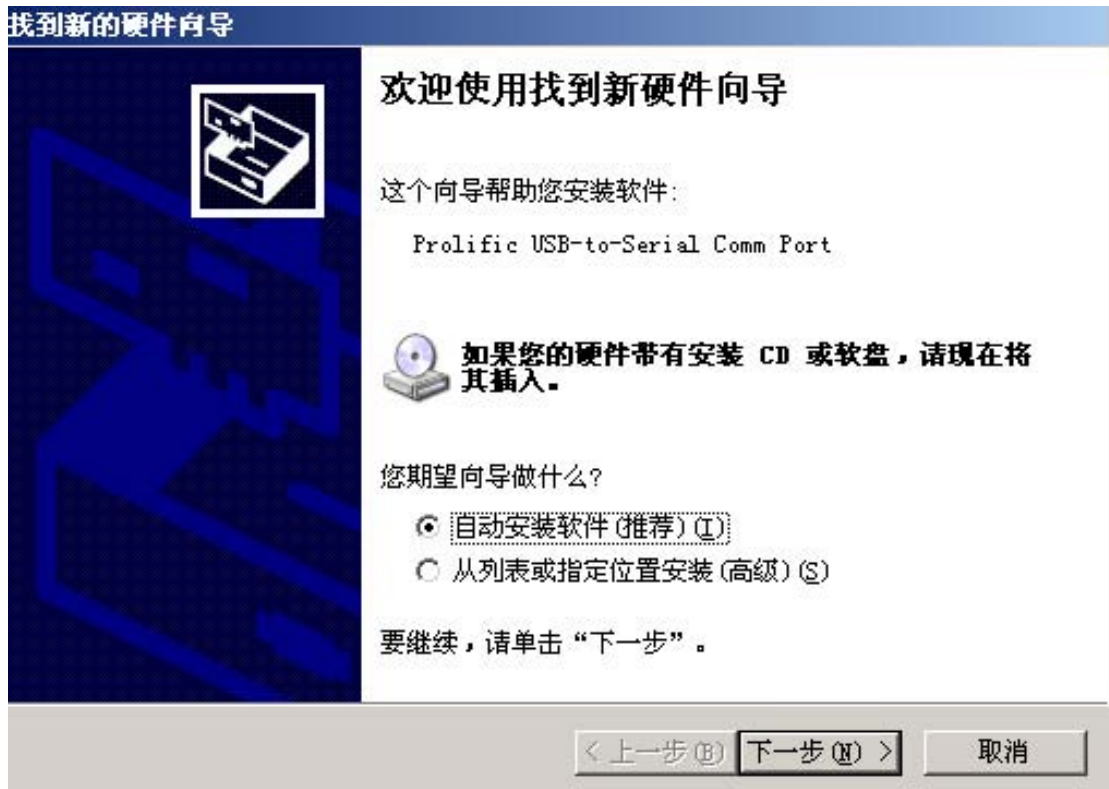 找到新的硬件向导
欢迎使用找到新硬件向导
这个向导帮助您安装软件:
Prolific USB-to-Serial Comm Port
如果您的硬件带有安装 CD 或软盘，请现在将
其插入。
您期望向导做什么?
自动安装软件(推荐)(I)
从列表或指定位置安装(高级)(S)
要继续，请单击“下一步”。
< 上一步(B) 下一步(N) > 取消